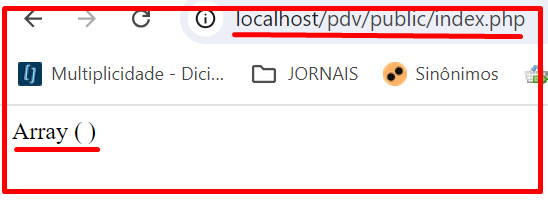 localhost/pdv/public/index.php
Multiplicidade - Dici... JORNAIS Sinônimos
Array ( )